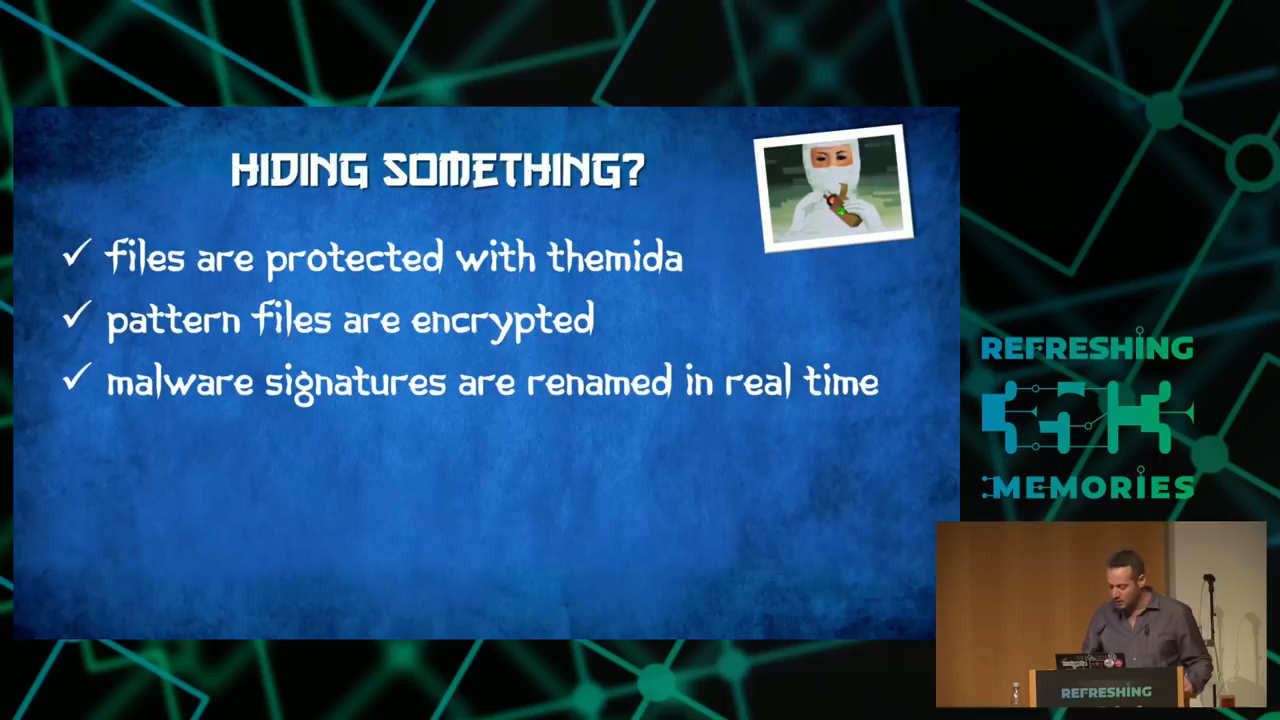 HIDING SOMETHING?
✓ files are protected with themida
✓ pattern files are encrypted
✓ malware signatures are renamed in real time
REFRESHING
35C3
MEMORIES
REFRESHING